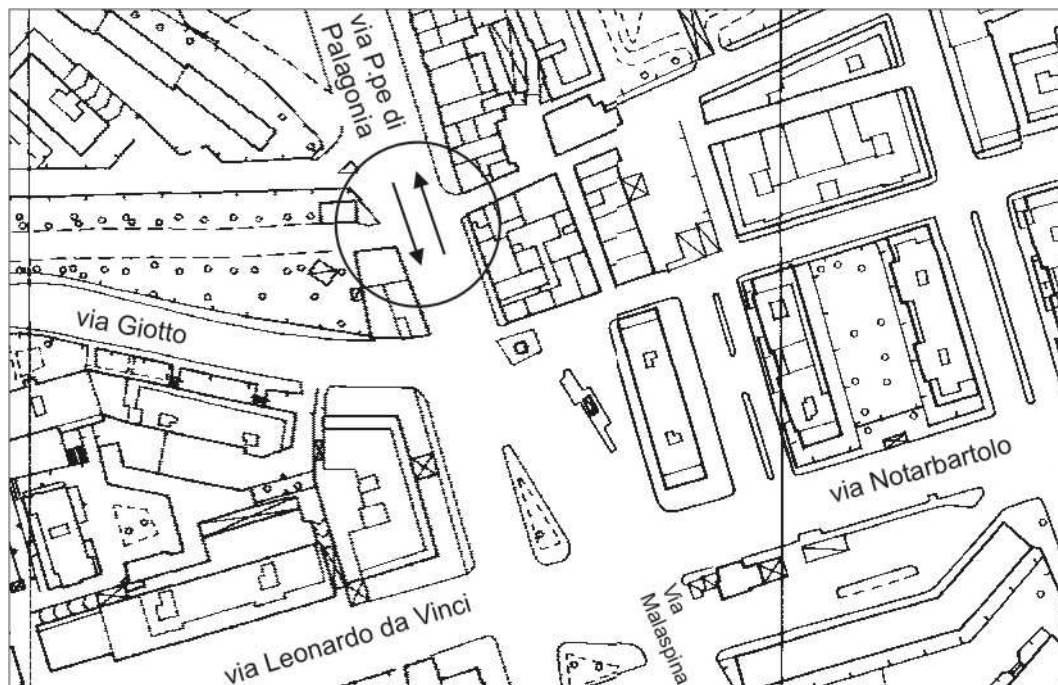 via P.pe di
Palagonia
via Giotto
via Notarbartolo
Via
Malaspina
via Leonardo da Vinci